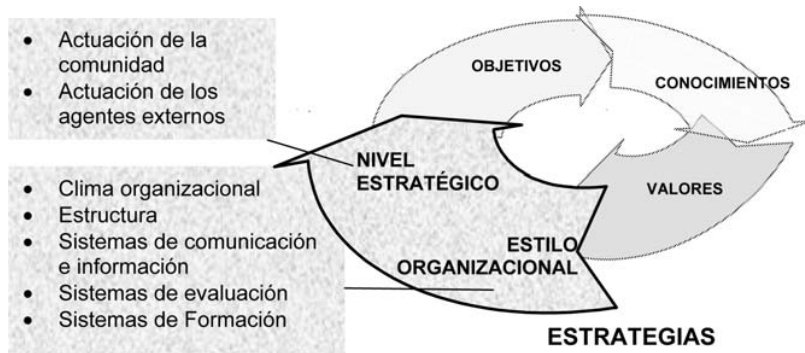 • Actuación de la
comunidad
• Actuación de los
agentes externos
OBJETIVOS
CONOCIMIENTOS
NIVEL
ESTRATÉGICO
VALORES
• Clima organizacional
• Estructura
• Sistemas de comunicación
e información
• Sistemas de evaluación
• Sistemas de Formación
ESTILO
ORGANIZACIONAL
ESTRATEGIAS